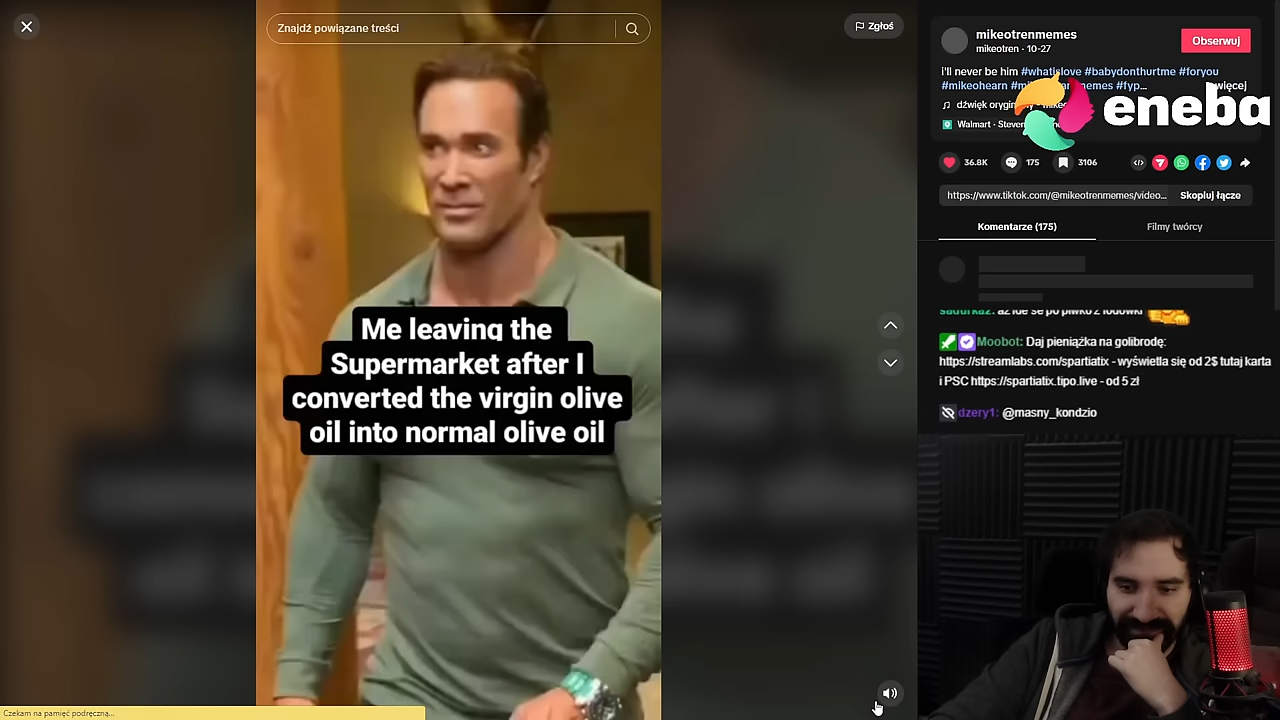 Znajdź powiązane treści
Zgłoś
Me leaving the
Supermarket after I
converted the virgin olive
oil into normal olive oil
Czekam na pamięć podręczną...
mikeotrenmemes
mikeotren · 10-27
Obserwuj
i'll never be him #whatislove #babydonthurtme #foryou
#mikeohearn #fyp...
więcej
eneba
dźwięk
Walmart - Steven
36.8K
175
3106
https://www.tiktok.com/@mikeotrenmemes/video...
Skopiuj łącze
Komentarze (175)
Filmy twórcy
Moobot: Daj pieniążka na golibrodę:
https://streamlabs.com/spartiatix - wyświetla się od 2$ tutaj karta
i PSC https://spartiatix.tipo.live - od 5 zł
dzery1: @masny_kondzio